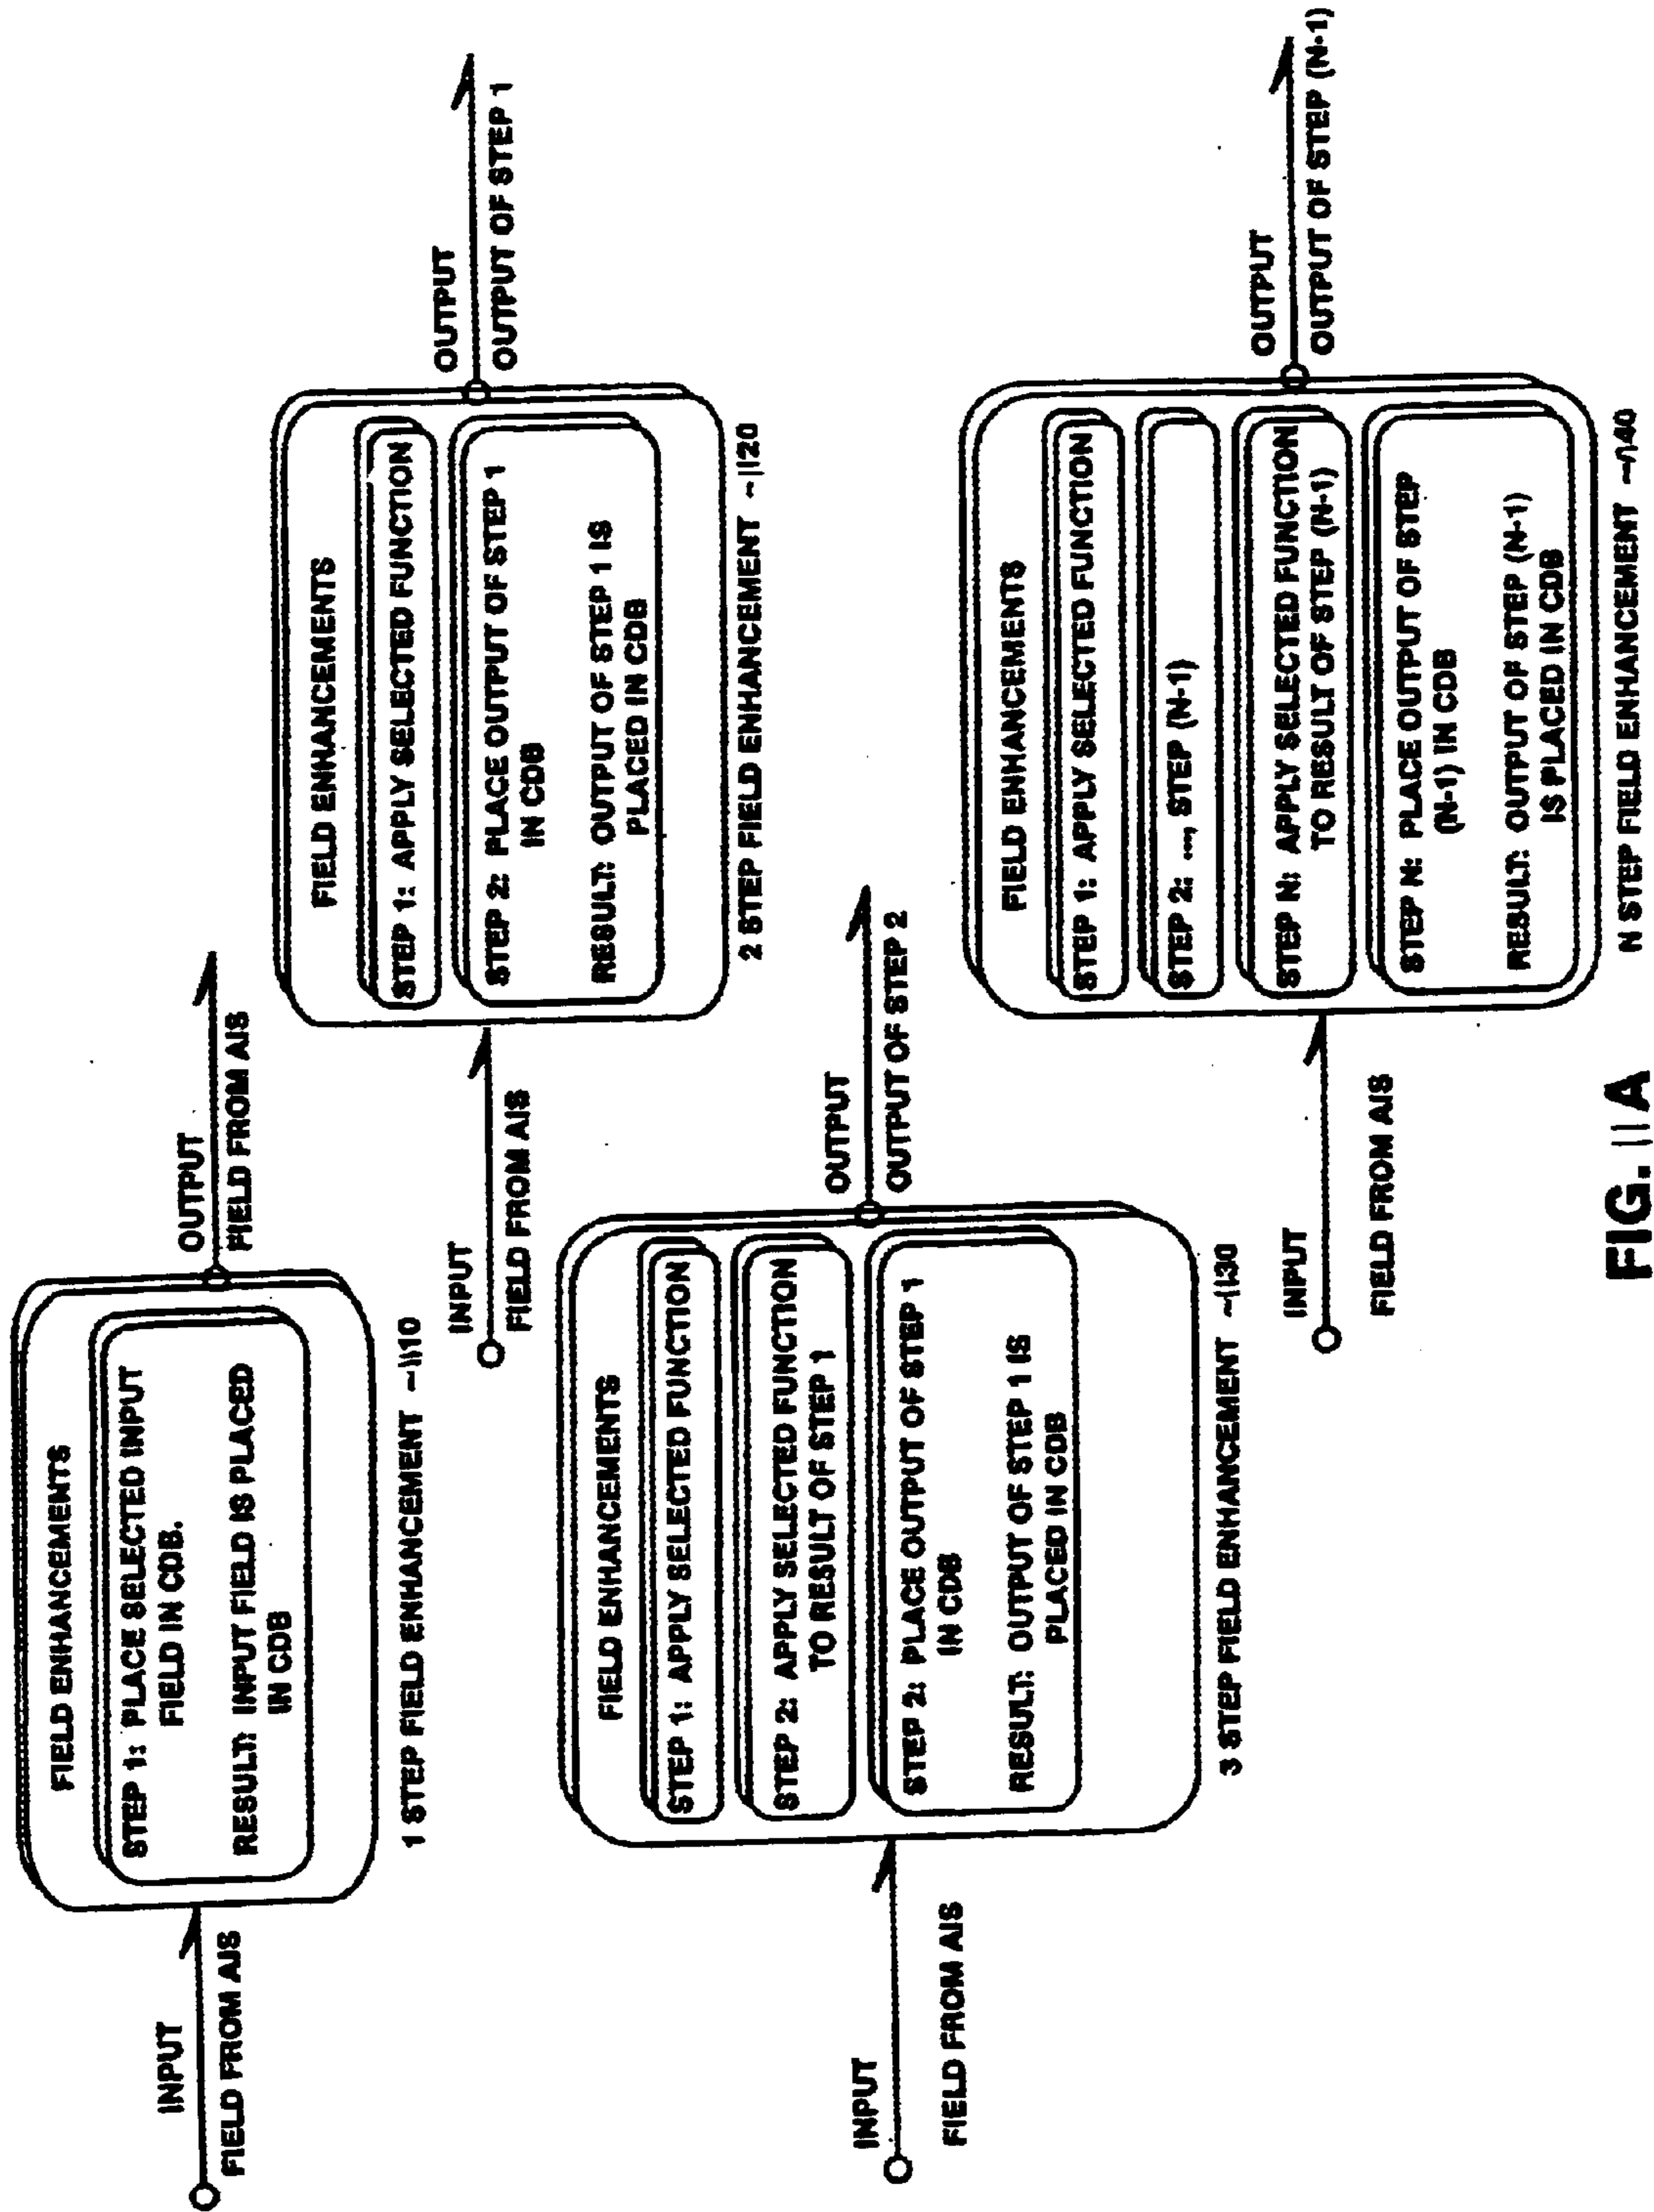 INPUT
FIELD FROM AIS
FIELD ENHANCEMENTS
STEP 1: PLACE SELECTED INPUT
FIELD IN CDB.
RESULT: INPUT FIELD IS PLACED
IN CDB
OUTPUT
FIELD FROM AIS
1 STEP FIELD ENHANCEMENT ~1110
INPUT
FIELD FROM AIS
FIELD ENHANCEMENTS
STEP 1: APPLY SELECTED FUNCTION
STEP 2: PLACE OUTPUT OF STEP 1
IN CDB
RESULT: OUTPUT OF STEP 1 IS
PLACED IN CDB
OUTPUT
OUTPUT OF STEP 1
2 STEP FIELD ENHANCEMENT ~1120
INPUT
FIELD FROM AIS
FIELD ENHANCEMENTS
STEP 1: APPLY SELECTED FUNCTION
STEP 2: APPLY SELECTED FUNCTION
TO RESULT OF STEP 1
STEP 2: PLACE OUTPUT OF STEP 1
IN CDB
RESULT: OUTPUT OF STEP 1 IS
PLACED IN CDB
OUTPUT
OUTPUT OF STEP 2
3 STEP FIELD ENHANCEMENT ~1130
INPUT
FIELD FROM AIS
FIELD ENHANCEMENTS
STEP 1: APPLY SELECTED FUNCTION
STEP 2: ..., STEP (N-1)
STEP N: APPLY SELECTED FUNCTION
TO RESULT OF STEP (N-1)
STEP N: PLACE OUTPUT OF STEP
(N-1) IN CDB
RESULT: OUTPUT OF STEP (N-1)
IS PLACED IN CDB
OUTPUT
OUTPUT OF STEP (N-1)
N STEP FIELD ENHANCEMENT ~1140
FIG. 11A